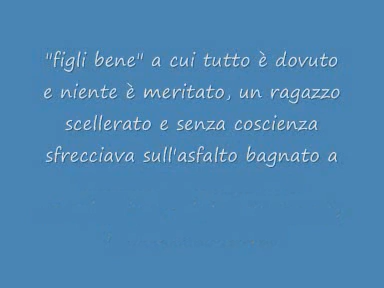 "figli bene" a cui tutto è dovuto
e niente è meritato, un ragazzo
scellerato e senza coscienza
sfrecciava sull'asfalto bagnato a